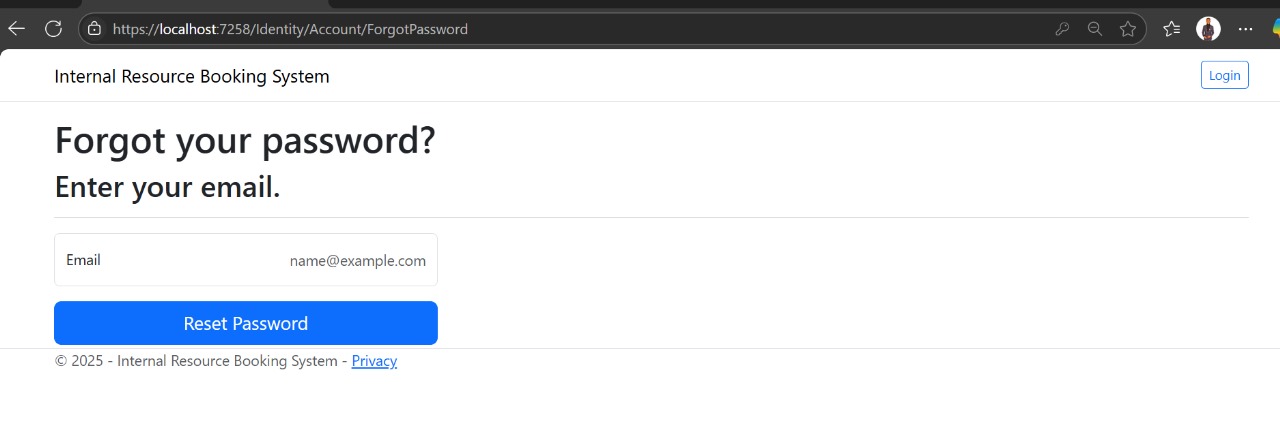 https://localhost:7258/Identity/Account/ForgotPassword
Internal Resource Booking System
Login
Forgot your password?
Enter your email.
Email name@example.com
Reset Password
© 2025 - Internal Resource Booking System - Privacy